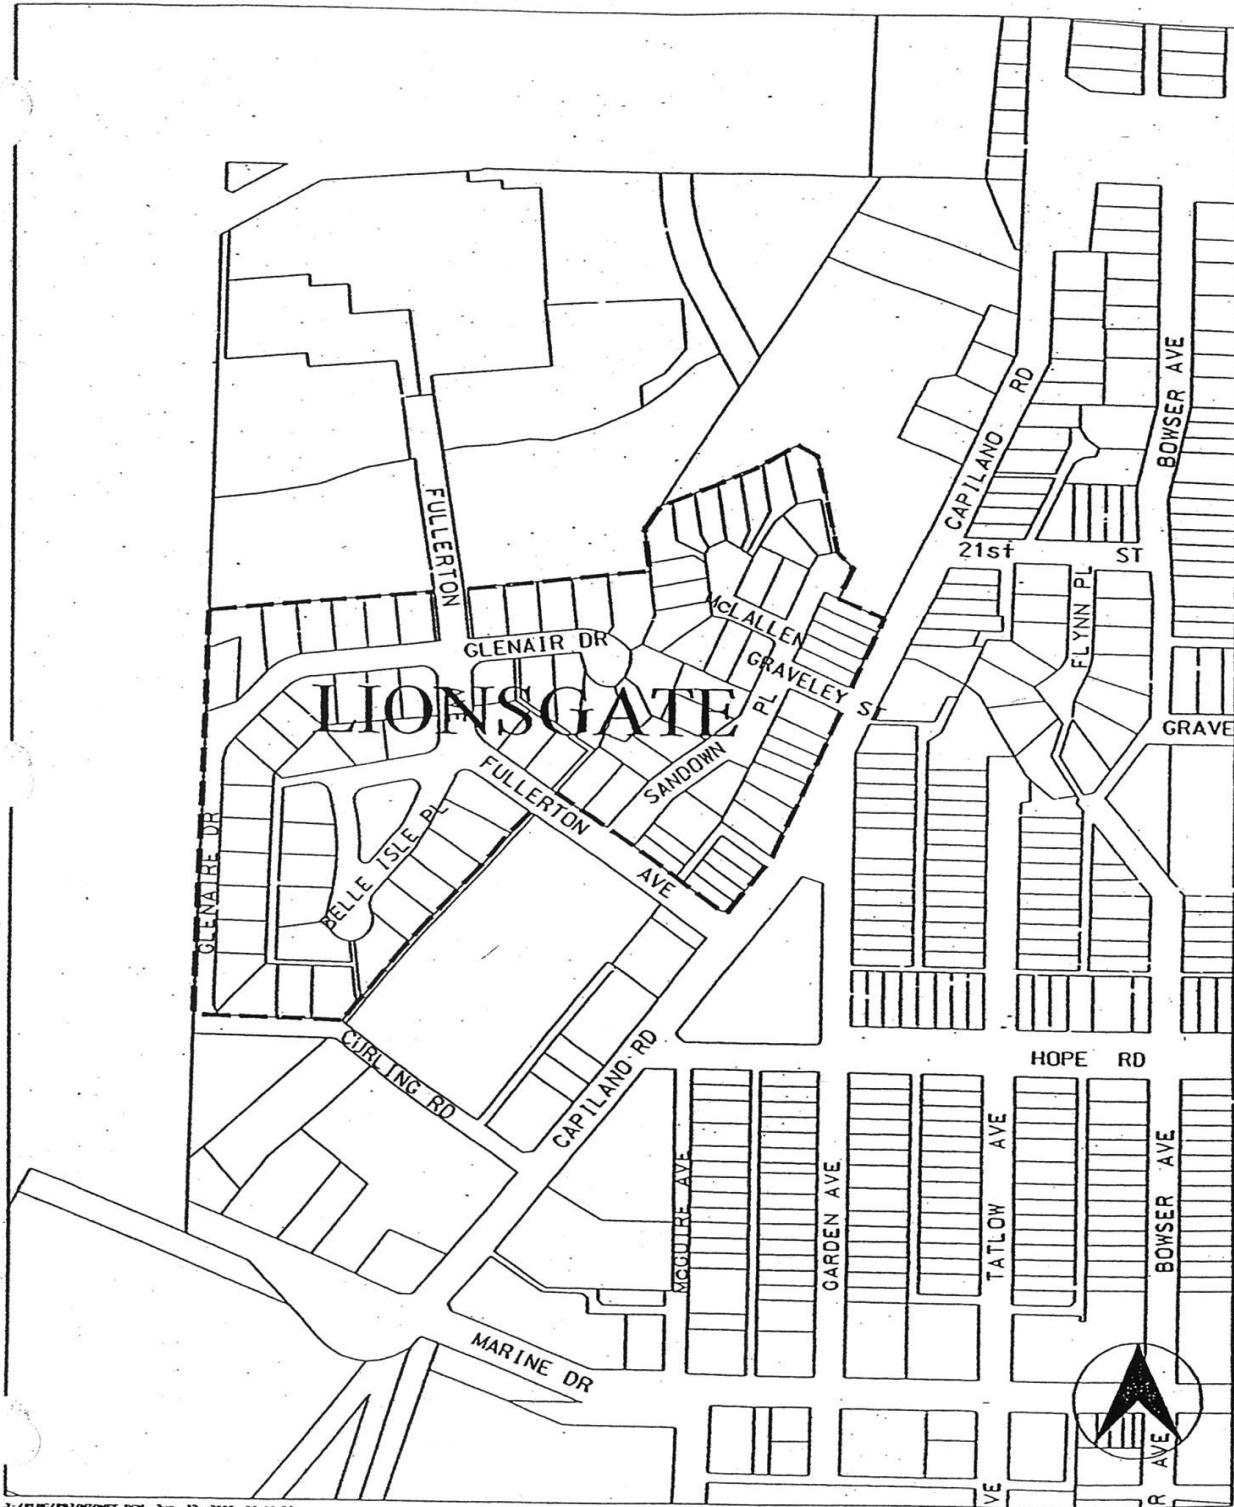 CAPILANO RD
BOWSER AVE
FULLERTON
21st ST
FLYNN PL
McLALLEN
GLENAIR DR
GRAVELEY ST
LIONSGATE
PL
GRAVE
SANDOWN
FULLERTON AVE
BELLE ISLE PL
GLENAIRE DR
CURLING RD
CAPILANO RD
HOPE RD
McGUIRE AVE
GARDEN AVE
TATLOW AVE
BOWSER AVE
MARINE DR
VE
R AVE